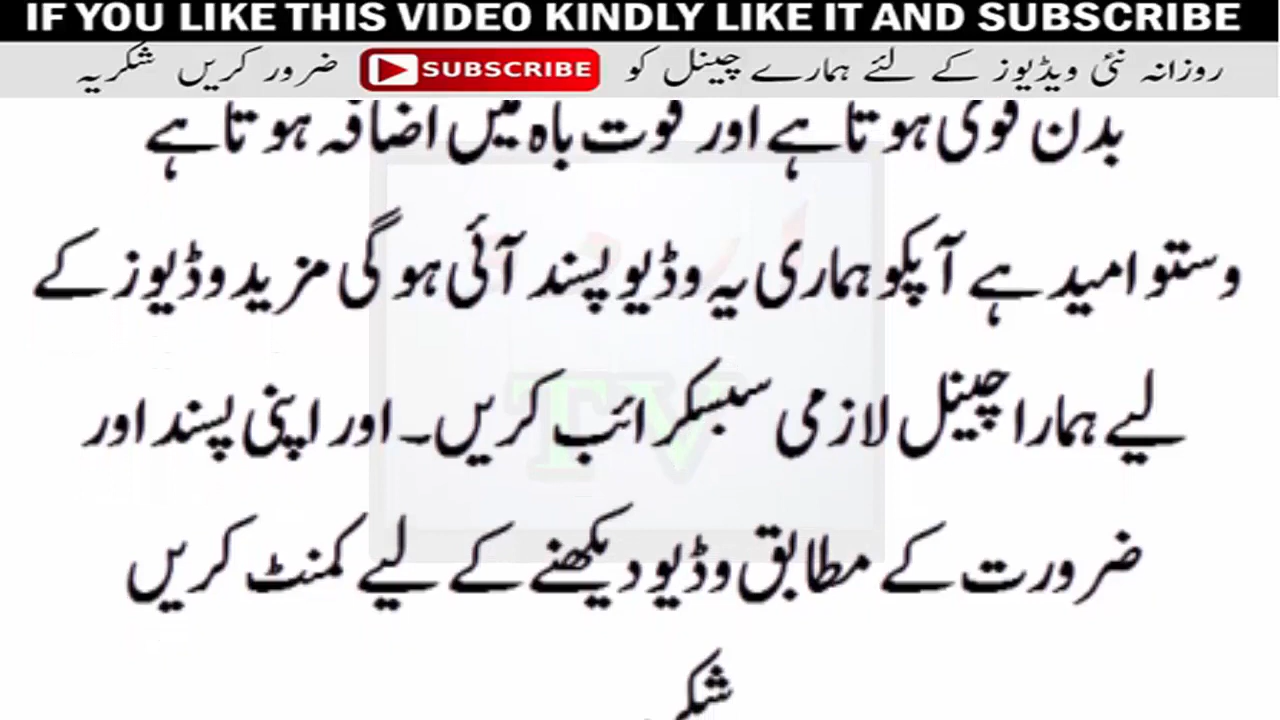 IF YOU LIKE THIS VIDEO KINDLY LIKE IT AND SUBSCRIBE
روزانہ نئی ویڈیوز کے لئے ہمارے چینل کو SUBSCRIBE ضرور کریں شکریہ
بدن قوی ہوتا ہے اور قوت باہ میں اضافہ ہوتا ہے
وستو امید ہے آپکو ہماری یہ وڈیو پسند آئی ہو گی مزید وڈیوز کے
لیے ہمارا چینل لازمی سبسکرائب کریں۔ اور اپنی پسند اور
ضرورت کے مطابق وڈیو دیکھنے کے لیے کمنٹ کریں
TV